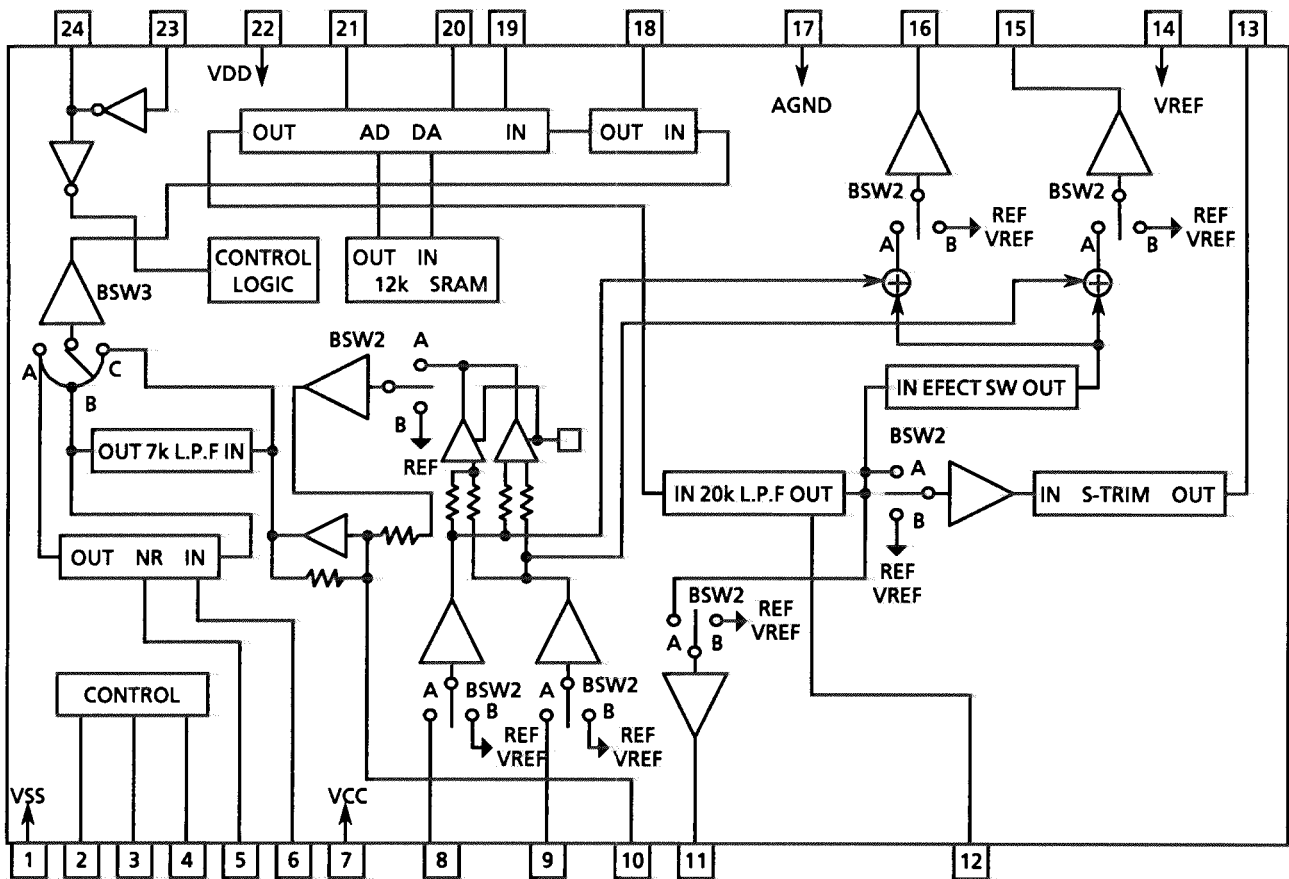 24 23 22 21 20 19 18 17 16 15 14 13
VDD
AGND
VREF
OUT AD DA IN
OUT IN
BSW2
BSW2
REF
VREF
REF
VREF
A
B
A
B
CONTROL
LOGIC
OUT IN
12k SRAM
BSW3
BSW2
A
A
C
B
B
REF
IN EFECT SW OUT
OUT 7k L.P.F IN
BSW2
A
IN 20k L.P.F OUT
IN S-TRIM OUT
B
OUT NR IN
REF
VREF
BSW2
REF
VREF
A
B
CONTROL
A
BSW2
B
A
BSW2
B
REF
VREF
REF
VREF
VSS
VCC
1 2 3 4 5 6 7 8 9 10 11 12